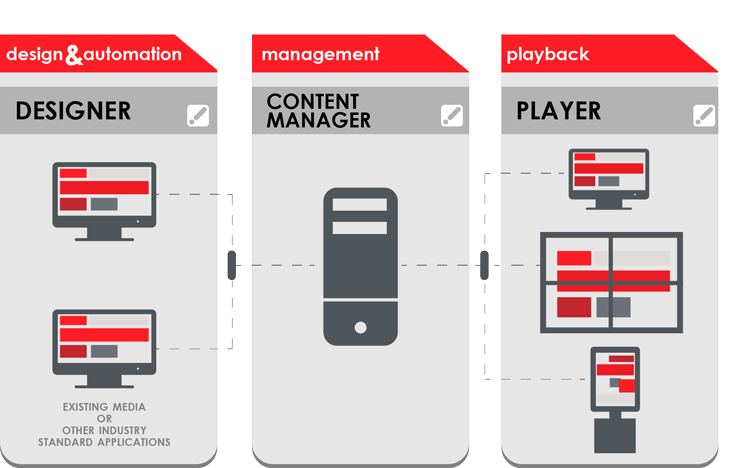 design&automation
DESIGNER
EXISTING MEDIA
OR
OTHER INDUSTRY
STANDARD APPLICATIONS
management
CONTENT
MANAGER
playback
PLAYER